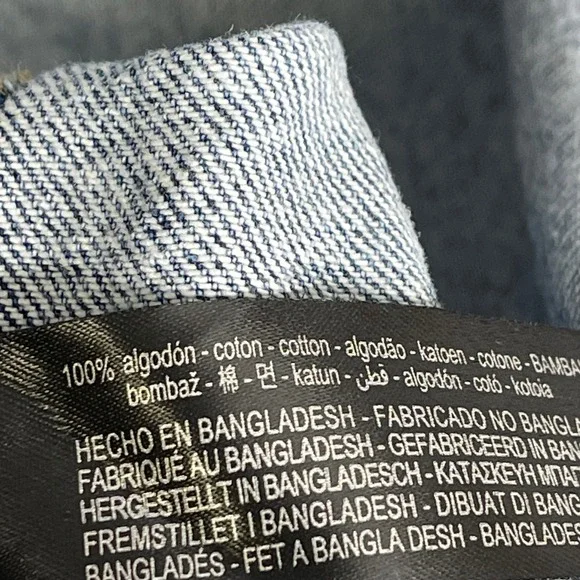 100% algodón - coton - cotton - algodão - katoen - cotone - BAMBA
bombaž - 棉 - 면 - katun - قطن - algodón - cotó - kotoia
HECHO EN BANGLADESH - FABRICADO NO BANGLA
FABRIQUÉ AU BANGLADESH - GEFABRICEERD IN BAN
HERGESTELLT IN BANGLADESCH - ΚΑΤΑΣΚΕΥΗ ΜΠΑΓ
FREMSTILLET I BANGLADESH - DIBUAT DI BANG
BANGLADÉS - FET A BANGLA DESH - BANGLADES